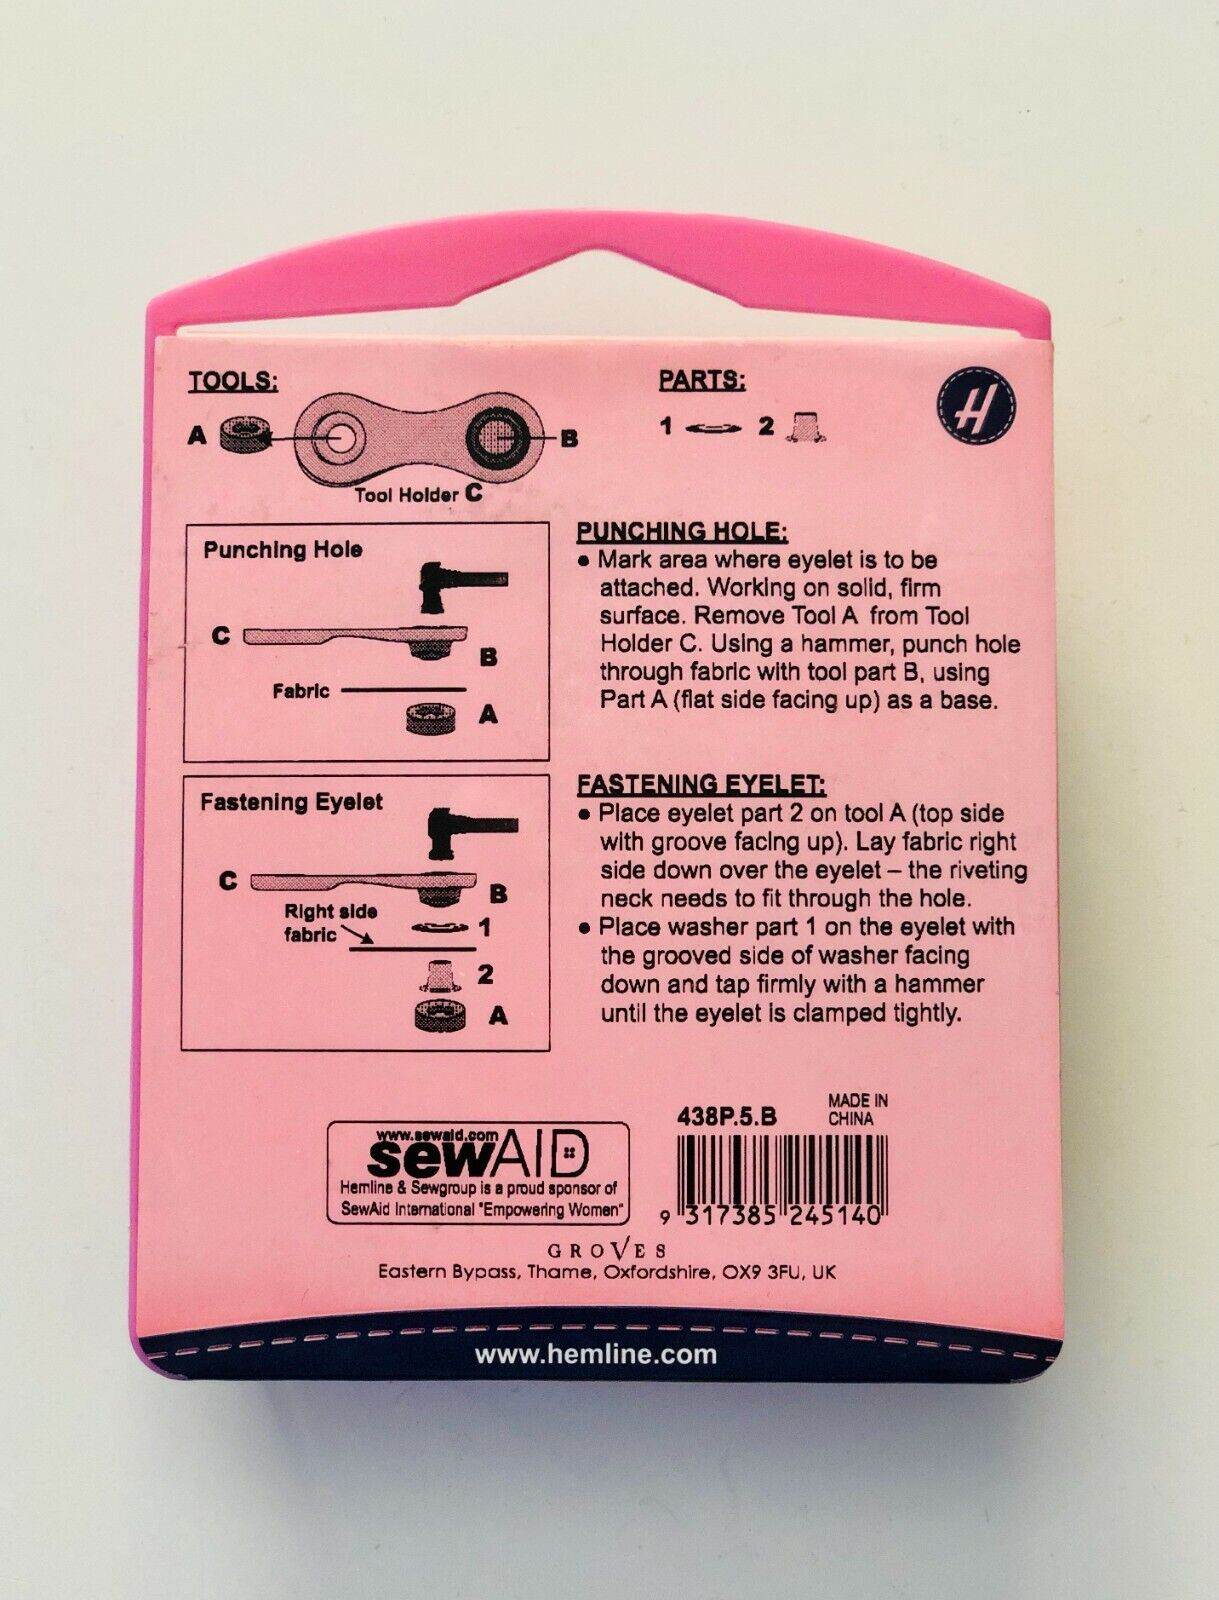 TOOLS:
A
B
Tool Holder C
PARTS:
1 2
H
Punching Hole
C
B
Fabric
A
PUNCHING HOLE:
• Mark area where eyelet is to be
attached. Working on solid, firm
surface. Remove Tool A from Tool
Holder C. Using a hammer, punch hole
through fabric with tool part B, using
Part A (flat side facing up) as a base.
Fastening Eyelet
C
B
Right side
fabric
1
2
A
FASTENING EYELET:
• Place eyelet part 2 on tool A (top side
with groove facing up). Lay fabric right
side down over the eyelet – the riveting
neck needs to fit through the hole.
• Place washer part 1 on the eyelet with
the grooved side of washer facing
down and tap firmly with a hammer
until the eyelet is clamped tightly.
www.sewaid.com
sewAID
Hemline & Sewgroup is a proud sponsor of
SewAid International "Empowering Women"
438P.5.B
MADE IN
CHINA
9 317385 245140
GROVES
Eastern Bypass, Thame, Oxfordshire, OX9 3FU, UK
www.hemline.com